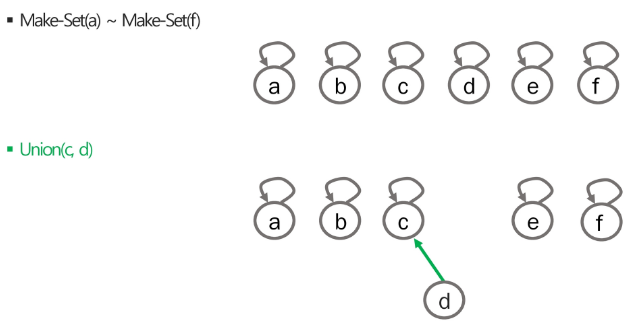 ▪ Make-Set(a) ~ Make-Set(f)
a b c d e f
▪ Union(c, d)
a b c e f
d